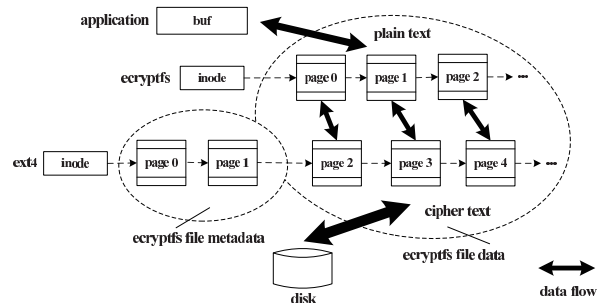 application
buf
plain text
ecryptfs
inode
page 0
page 1
page 2
...
ext4
inode
page 0
page 1
page 2
page 3
page 4
...
cipher text
ecryptfs file metadata
ecryptfs file data
disk
data flow